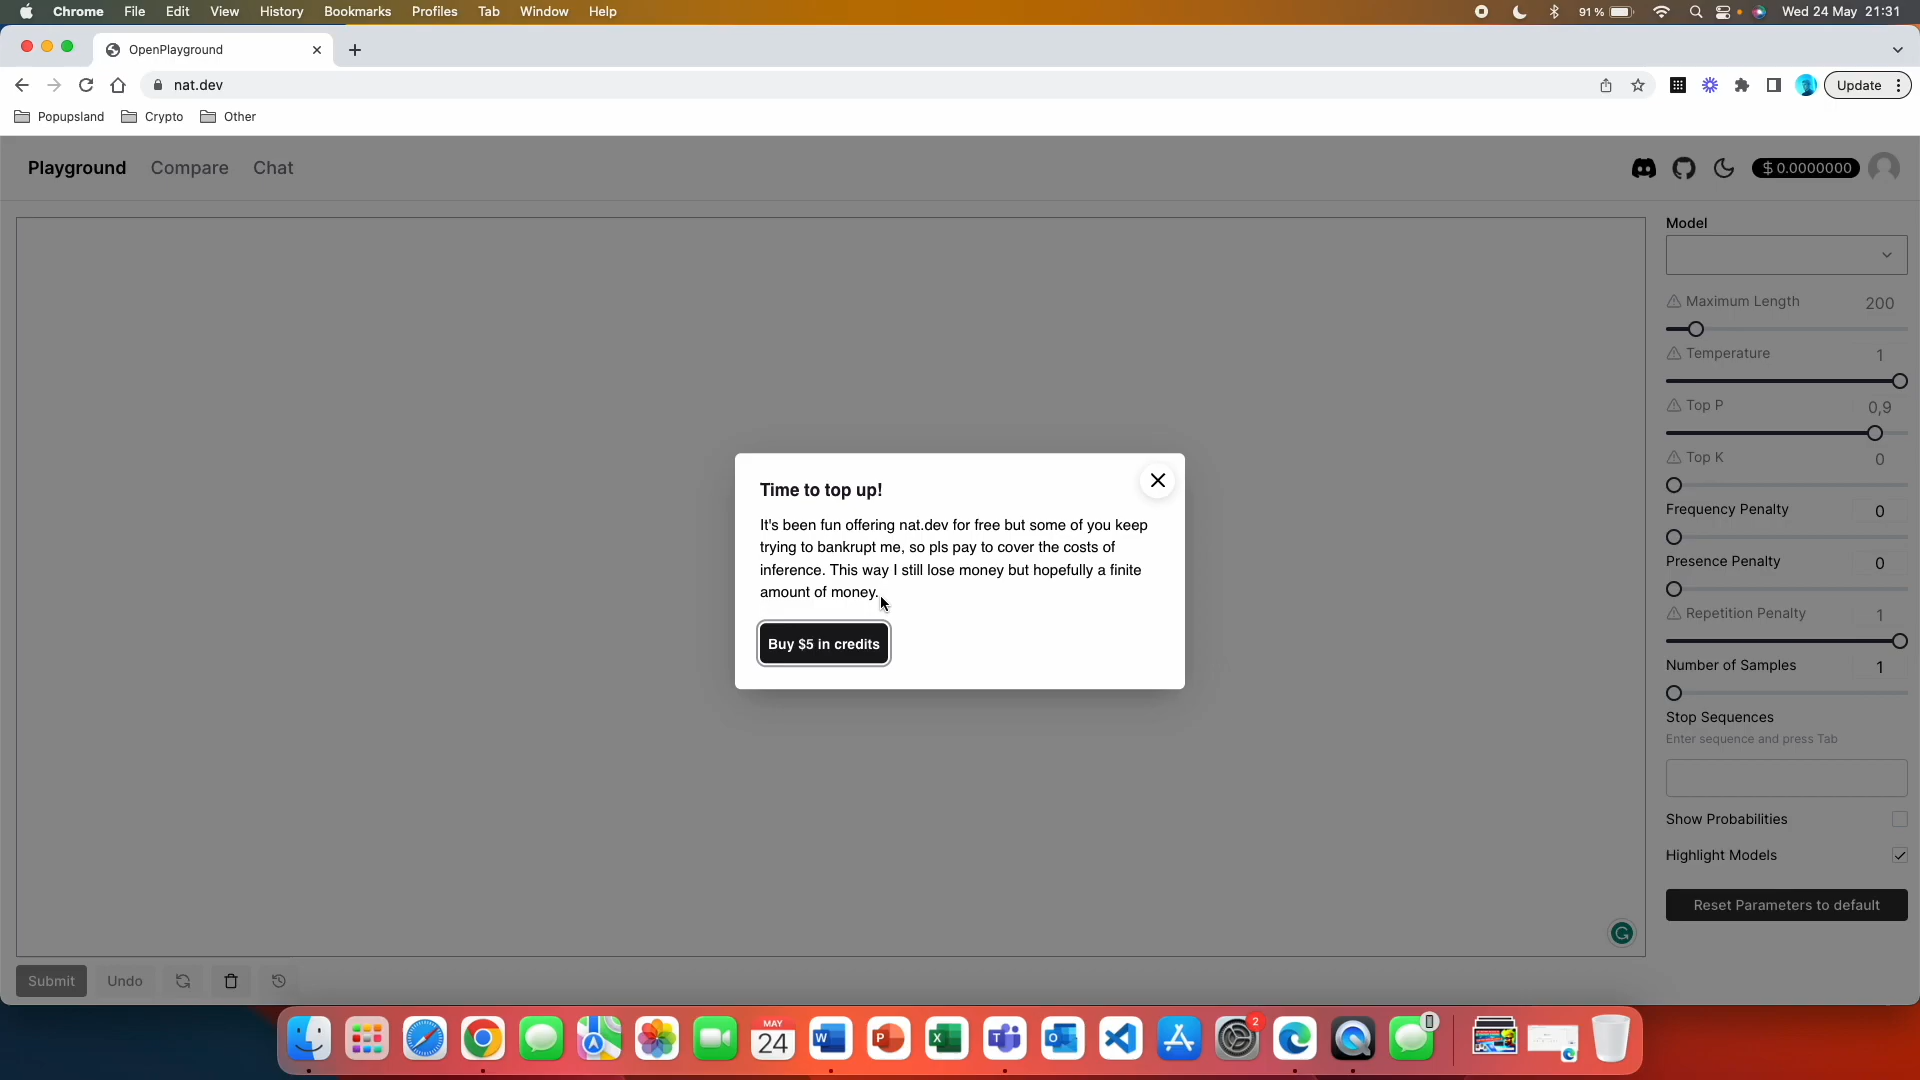 Chrome File Edit View History Bookmarks Profiles Tab Window Help 91% Wed 24 May 21:31
OpenPlayground
nat.dev Update
Popupsland Crypto Other
Playground Compare Chat $ 0.0000000
Model
Maximum Length 200
Temperature 1
Top P 0,9
Top K 0
Frequency Penalty 0
Presence Penalty 0
Repetition Penalty 1
Number of Samples 1
Stop Sequences
Enter sequence and press Tab
Show Probabilities
Highlight Models
Reset Parameters to default
Time to top up!
It's been fun offering nat.dev for free but some of you keep
trying to bankrupt me, so pls pay to cover the costs of
inference. This way I still lose money but hopefully a finite
amount of money.
Buy $5 in credits
Submit Undo
MAY
24
W
P
X
T
O
2